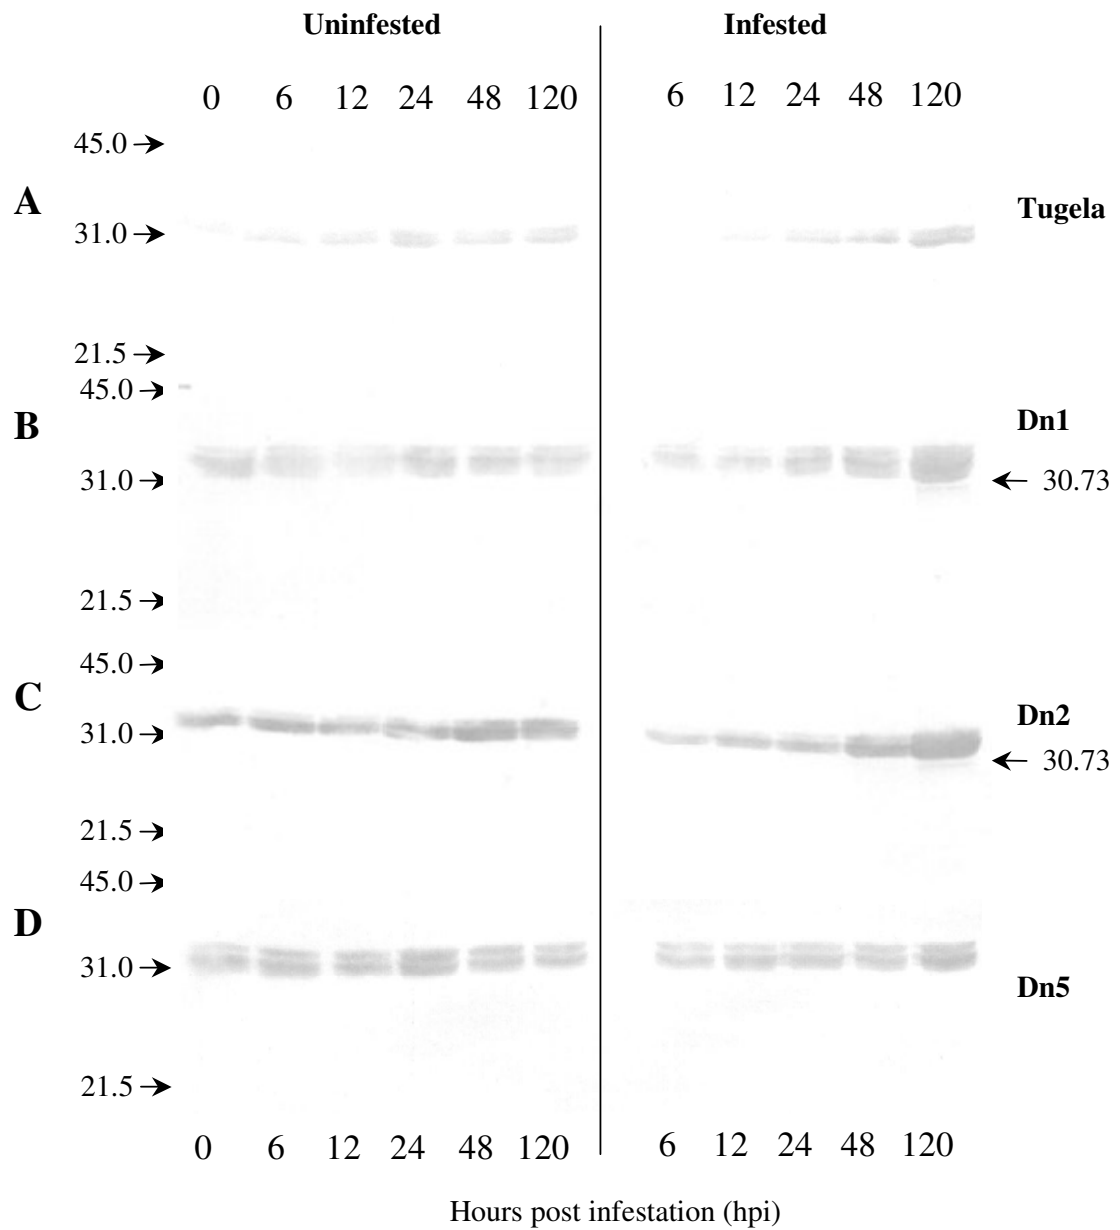 Uninfested Infested
0 6 12 24 48 120 6 12 24 48 120
45.0
A Tugela
31.0
21.5
45.0
B Dn1
31.0 30.73
21.5
45.0
C Dn2
31.0 30.73
21.5
45.0
D
31.0 Dn5
21.5
0 6 12 24 48 120 6 12 24 48 120
Hours post infestation (hpi)